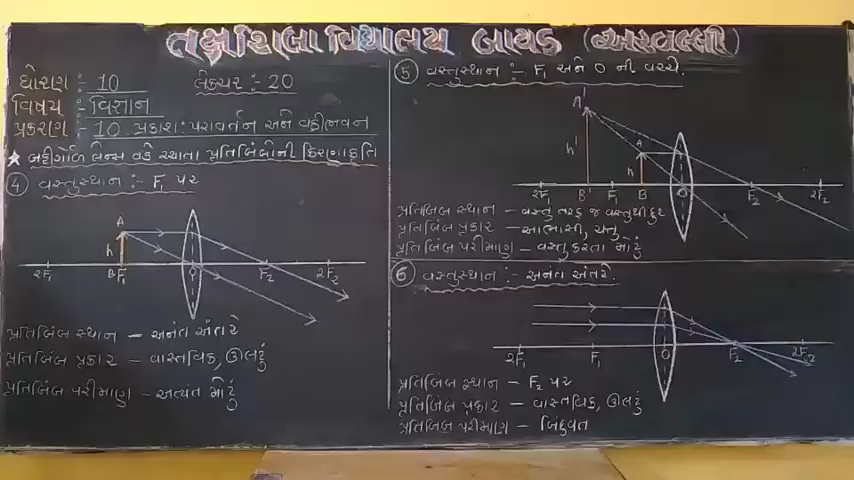 તક્ષશિલા વિદ્યાલય બાયડ (અરવલ્લી)
ધોરણ :- 10 લેક્ચર :- 20
વિષય :- વિજ્ઞાન
પ્રકરણ :- 10 પ્રકાશ: પરાવર્તન અને વક્રીભવન
★ બહિર્ગોળ લેન્સ વડે રચાતા પ્રતિબિંબોની કિરણાકૃતિ
④ વસ્તુસ્થાન :- F₁ પર
A
h
2F₁ B F₁ O F₂ 2F₂
પ્રતિબિંબ સ્થાન - અનંત અંતરે
પ્રતિબિંબ પ્રકાર - વાસ્તવિક, ઊલટું
પ્રતિબિંબ પરીમાણ - અત્યંત મોટું
⑤ વસ્તુસ્થાન :- F₁ અને O ની વચ્ચે.
A'
A
h' h
2F₁ B' F₁ B O F₂ 2F₂
પ્રતિબિંબ સ્થાન - વસ્તુ તરફ જ વસ્તુથી દુર
પ્રતિબિંબ પ્રકાર - આભાસી, ચત્તુ
પ્રતિબિંબ પરીમાણ - વસ્તુ કરતા મોટું
⑥ વસ્તુસ્થાન :- અનંત અંતરે.
2F₁ F₁ O F₂ 2F₂
પ્રતિબિંબ સ્થાન - F₂ પર
પ્રતિબિંબ પ્રકાર - વાસ્તવિક, ઊલટું
પ્રતિબિંબ પરીમાણ - બિંદુવત